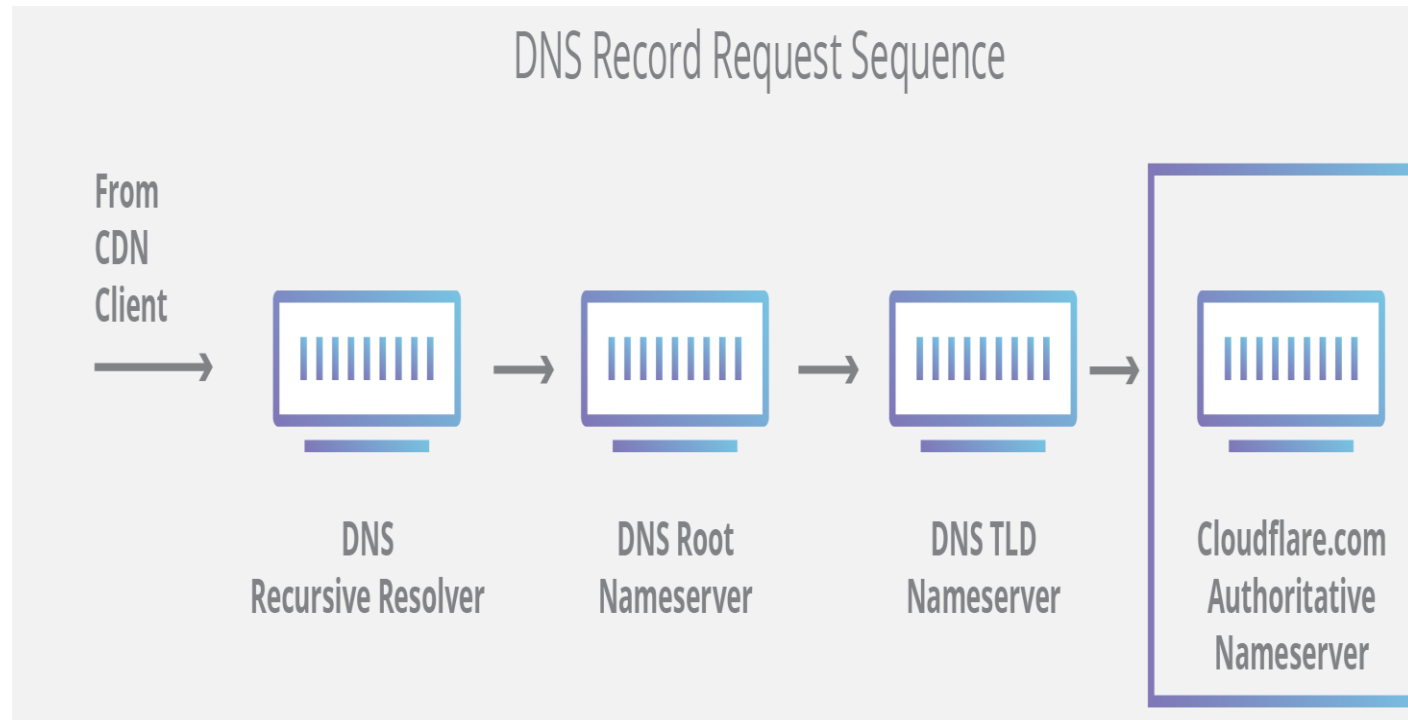 DNS Record Request Sequence
From
CDN
Client
DNS
Recursive Resolver
DNS Root
Nameserver
DNS TLD
Nameserver
Cloudflare.com
Authoritative
Nameserver